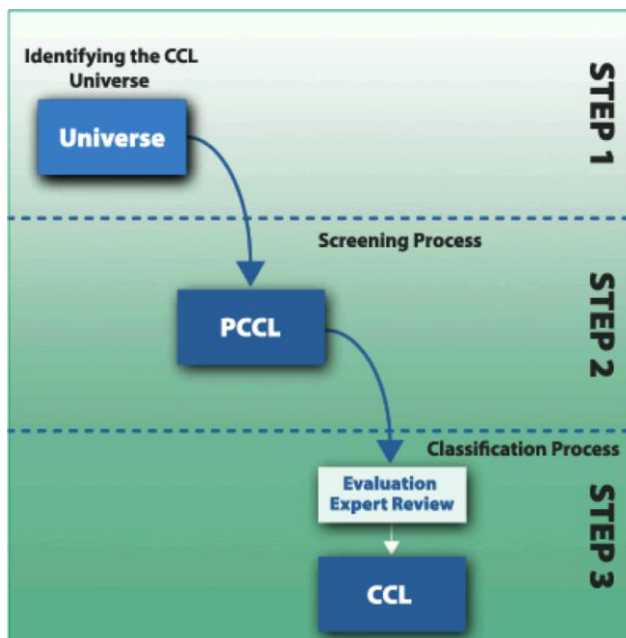 Identifying the CCL
Universe
Universe
STEP 1
Screening Process
PCCL
STEP 2
Classification Process
Evaluation
Expert Review
CCL
STEP 3